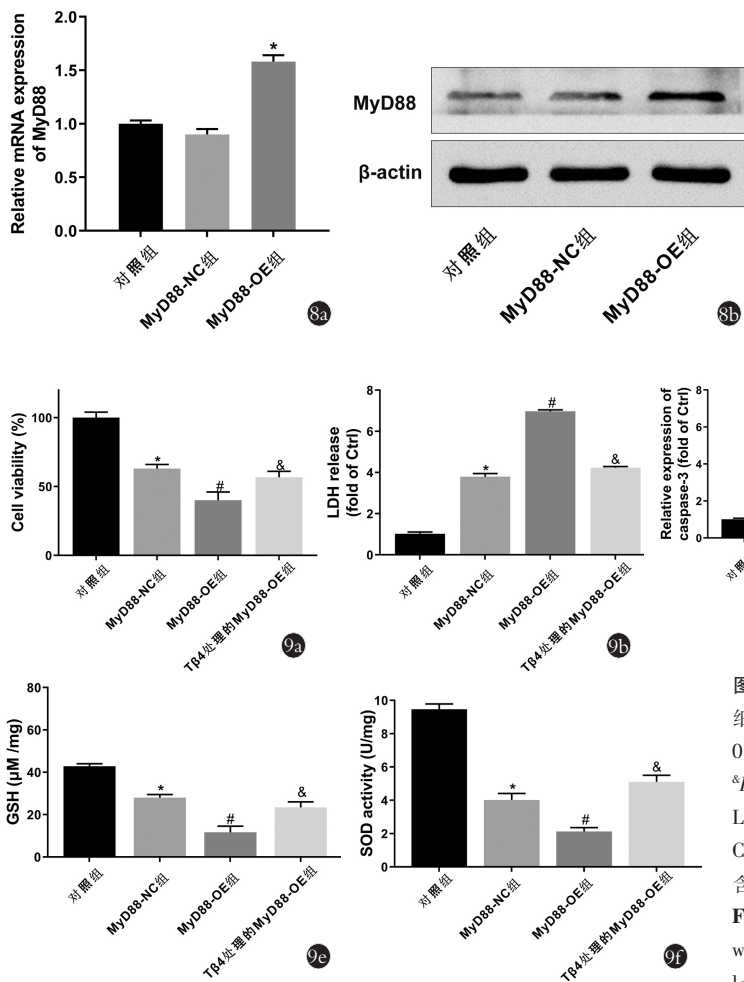 Relative mRNA expression
of MyD88
2.0
1.5
*
1.0
0.5
0.0
对照组
MyD88-NC组
MyD88-OE组
8a
MyD88
β-actin
对照组
MyD88-NC组
MyD88-OE组
8b
Cell viability (%)
100
50
0
*
#
&
对照组
MyD88-NC组
MyD88-OE组
Tβ4处理的MyD88-OE组
9a
LDH release
(fold of Ctrl)
8
6
4
2
0
*
#
&
对照组
MyD88-NC组
MyD88-OE组
Tβ4处理的MyD88-OE组
9b
Relative expression of
caspase-3 (fold of Ctrl)
8
6
4
2
0
对照
GSH (μM /mg)
80
60
40
20
0
*
#
&
对照组
MyD88-NC组
MyD88-OE组
Tβ4处理的MyD88-OE组
9e
SOD activity (U/mg)
10
8
6
4
2
0
*
#
&
对照组
MyD88-NC组
MyD88-OE组
Tβ4处理的MyD88-OE组
9f
图
细
0
&
L
C
含
F
w